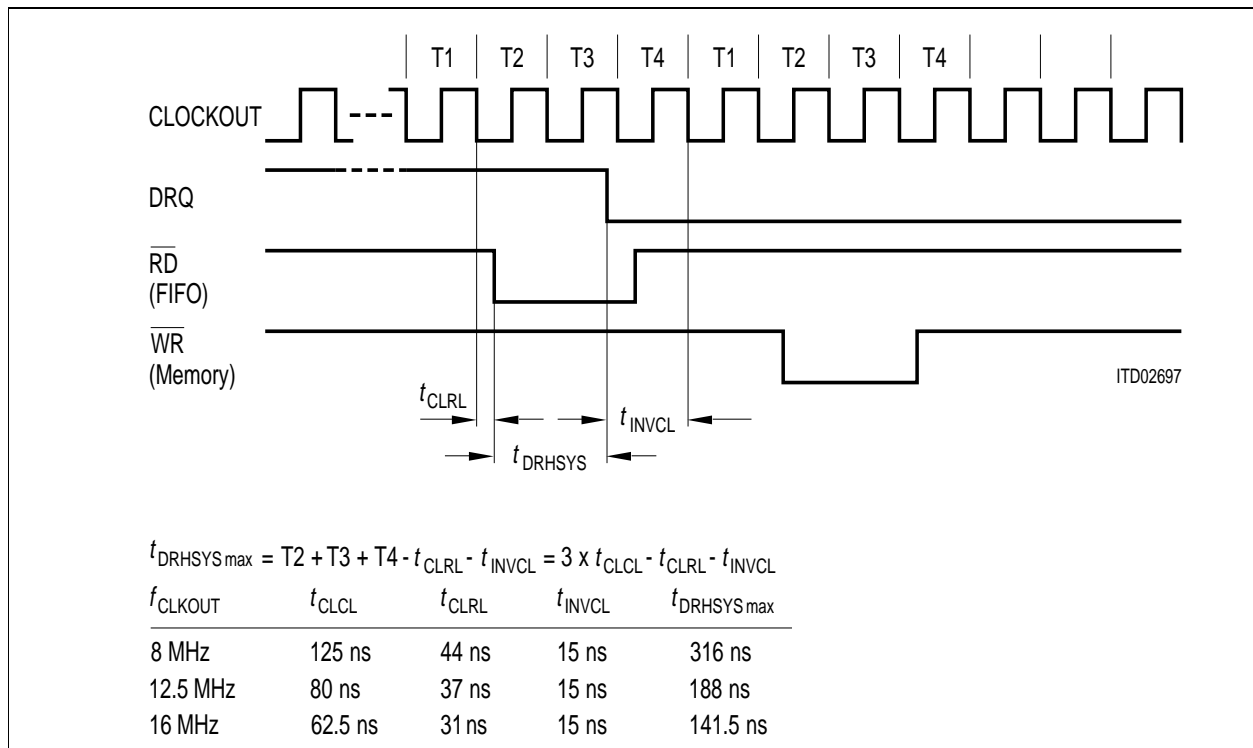 T1 T2 T3 T4 T1 T2 T3 T4
CLOCKOUT
DRQ
RD
(FIFO)
WR
(Memory)
ITD02697
tCLRL
tINVCL
tDRHSYS
tDRHSYS max = T2 + T3 + T4 - tCLRL - tINVCL = 3 x tCLCL - tCLRL - tINVCL
fCLKOUT tCLCL tCLRL tINVCL tDRHSYS max
8 MHz 125 ns 44 ns 15 ns 316 ns
12.5 MHz 80 ns 37 ns 15 ns 188 ns
16 MHz 62.5 ns 31 ns 15 ns 141.5 ns